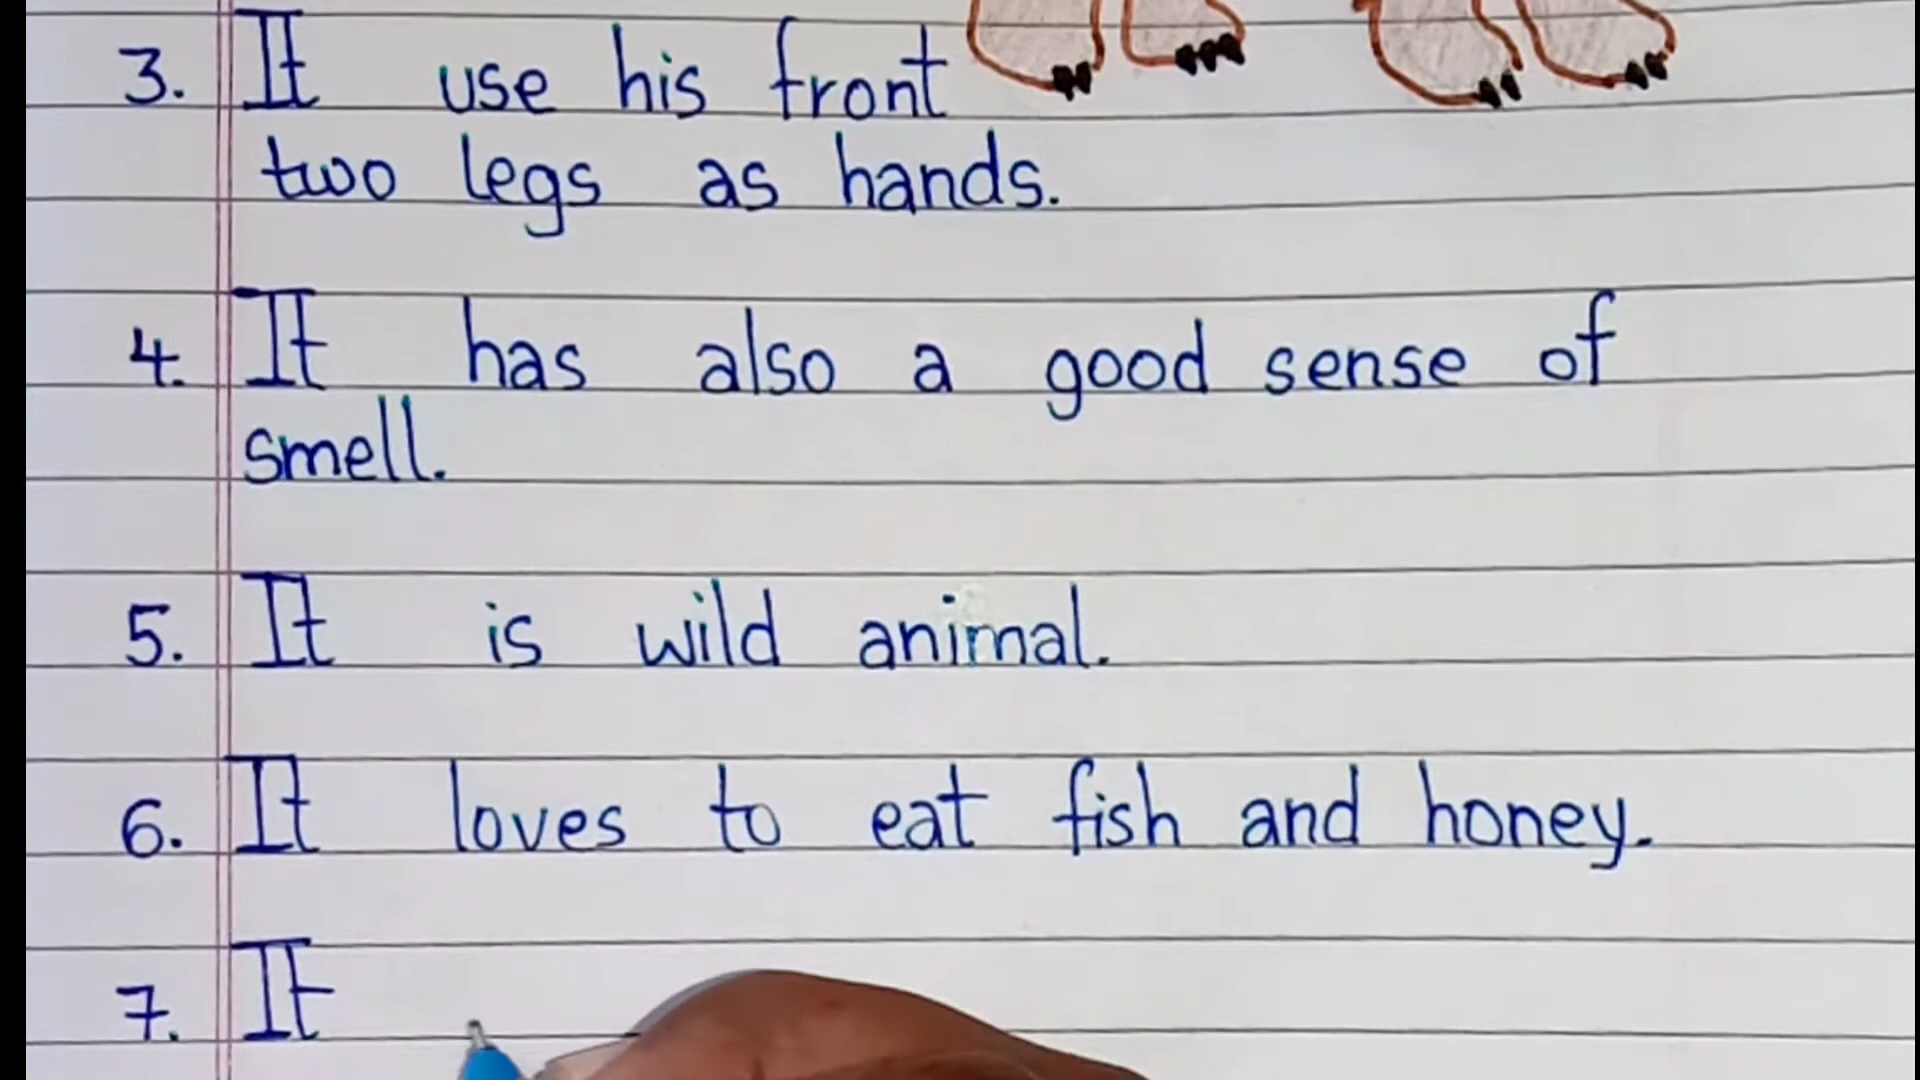 3. It use his front
two legs as hands.
4. It has also a good sense of
smell.
5. It is wild animal.
6. It loves to eat fish and honey.
7. It